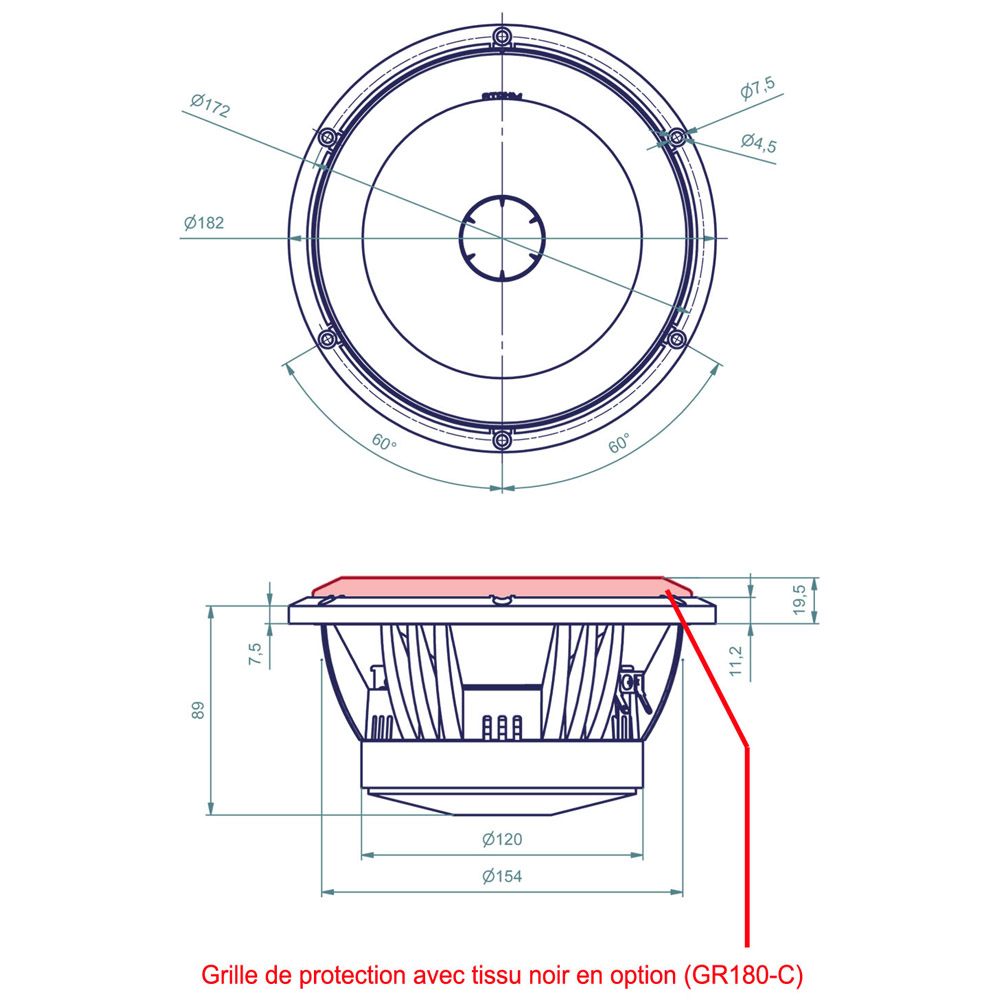 Ø7,5
Ø172
Ø4,5
Ø182
60°
60°
19,5
7,5
11,2
89
Ø120
Ø154
Grille de protection avec tissu noir en option (GR180-C)